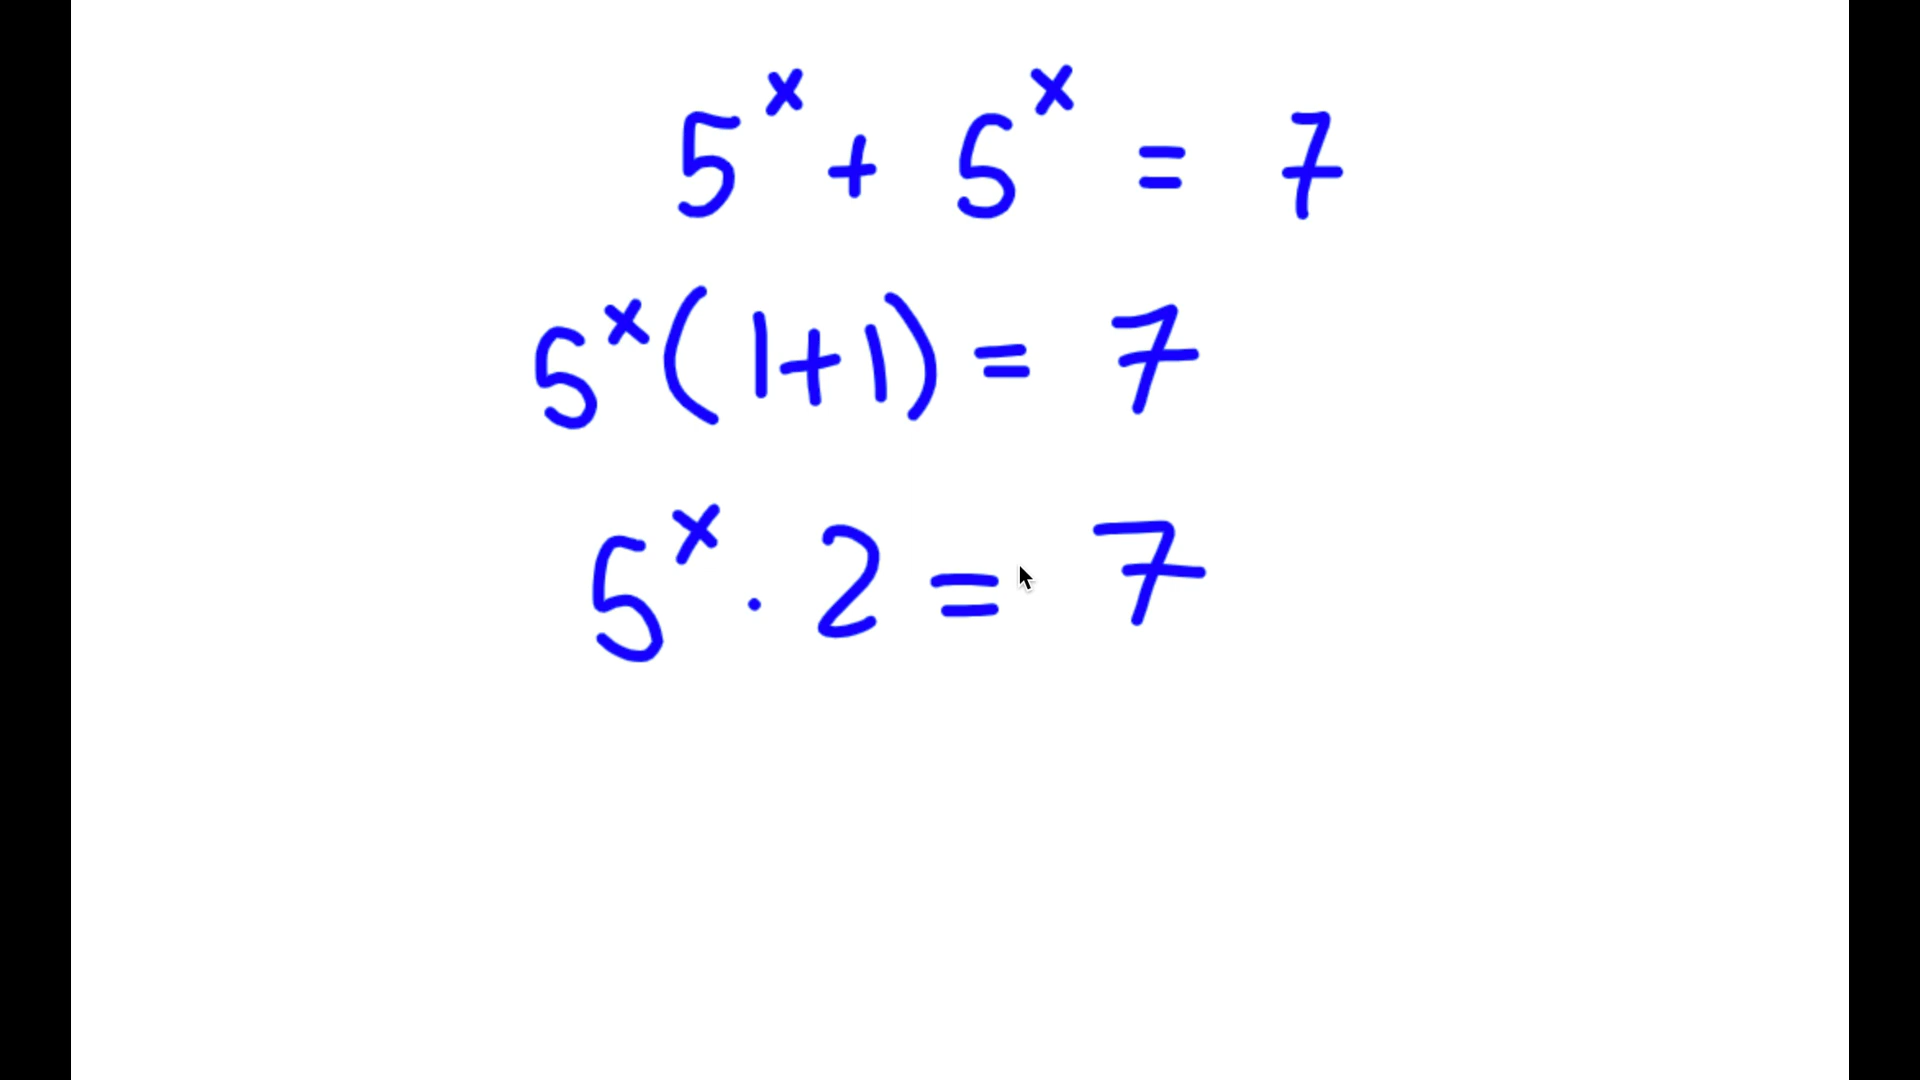 5^x + 5^x = 7
5^x(1+1) = 7
5^x · 2 = 7